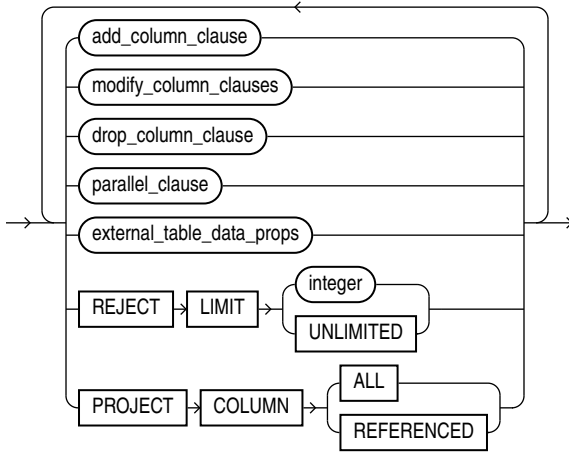 add_column_clause
modify_column_clauses
drop_column_clause
parallel_clause
external_table_data_props
REJECT LIMIT integer
UNLIMITED
PROJECT COLUMN ALL
REFERENCED